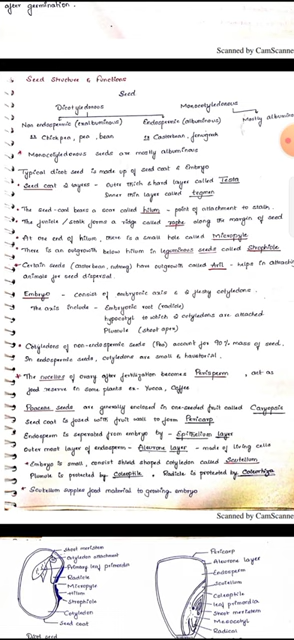 after germination.
Scanned by CamScanne
Seed Structure & Functions
Seed
Dicotyledonous
Monocotyledonous
Non endospermic (exalbuminous)
Endospermic (albuminous)
Mostly albumino
Chickpea, pea, bean
Castorbean, fenugreek
* Monocotyledonous seeds are mostly albuminous
Typical dicot seed is made up of seed coat & Embryo
Seed coat 2 layers - Outer thick & hard layer called Testa
Inner thin layer called tegmen
The seed coat bears a scar called hilum - point of attachment to stalk.
The funicle / stalk forms a ridge called raphe along the margin of seed
At one end of hilum, there is a small hole called Micropyle
There is an outgrowth below hilum in leguminous seeds called Strophiole
* Certain seeds (castorbean, nutmeg) have outgrowth called Aril - helps in attracti
animals for seed dispersal.
Embryo - consists of embryonic axis & 2 fleshy cotyledons.
The axis include - Embryonic root (radicle)
hypocotyl to which 2 cotyledons are attached
Plumule (shoot apex)
* Cotyledons of non-endospermic seeds (Pea) account for 90% mass of seed.
In endospermic seeds, cotyledons are small & haustorial.
* The nucellus of ovary after fertilization becomes Perisperm, act as
food reserve in some plants ex- Yucca, Coffee
Poaceae seeds are generally enclosed in one-seeded fruit called Caryopsis
Seed coat is fused with fruit wall to form Pericarp
Endosperm is seperated from embryo by - Epithelium layer
Outer most layer of endosperm - Aleurone layer - made of living cells
* Embryo is small, consist shield shaped cotyledon called Scutellum
Plumule is protected by Coleoptile. Radicle is protected by Coleorhiza
* Scutellum supplies food material to growing embryo
Scanned by CamScanne
Shoot meristem
Cotyledon attachment
Primary leaf primordia
Radicle
Micropyle
Hilum
Strophiole
Cotyledon
Seed coat
Pericarp
Aleurone layer
Endosperm
Scutellum
Coleoptile
leaf primordia
Shoot meristem
Mesocotyl
Radicle